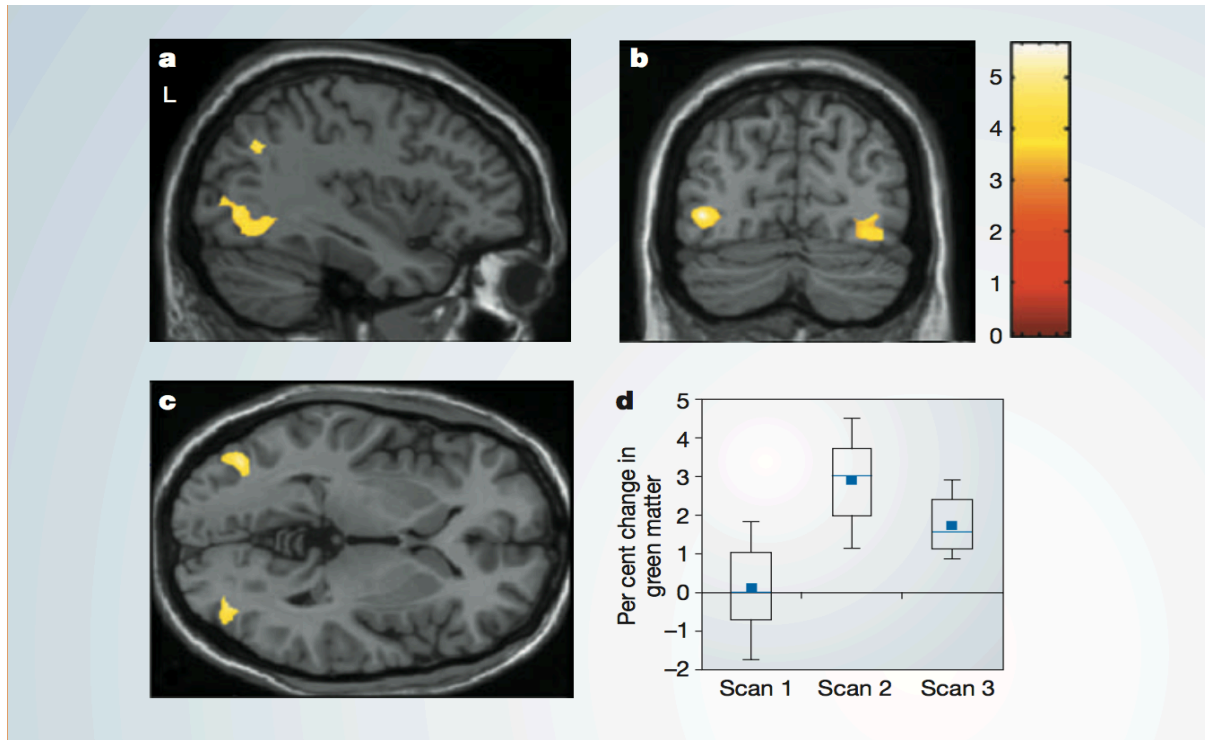 a
L
b
5
4
3
2
1
0
c
d
Per cent change in
green matter
5
4
3
2
1
0
–1
–2
Scan 1
Scan 2
Scan 3